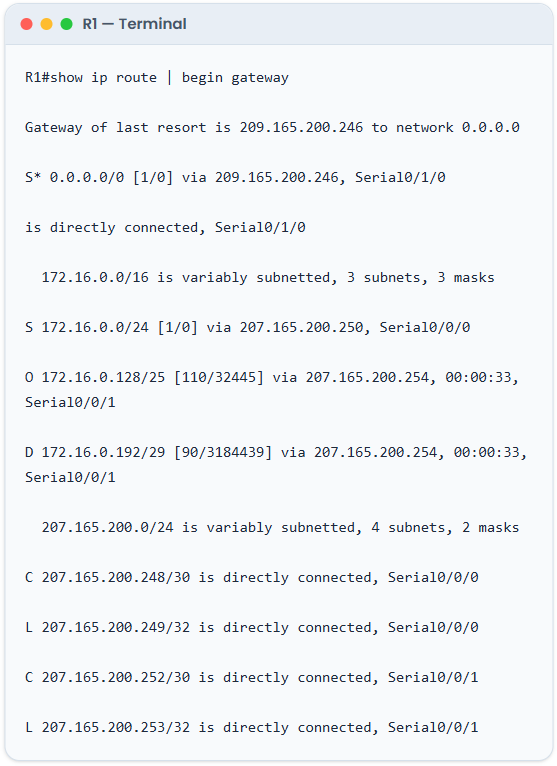 R1 — Terminal
R1#show ip route | begin gateway
Gateway of last resort is 209.165.200.246 to network 0.0.0.0
S* 0.0.0.0/0 [1/0] via 209.165.200.246, Serial0/1/0
is directly connected, Serial0/1/0
172.16.0.0/16 is variably subnetted, 3 subnets, 3 masks
S 172.16.0.0/24 [1/0] via 207.165.200.250, Serial0/0/0
O 172.16.0.128/25 [110/32445] via 207.165.200.254, 00:00:33,
Serial0/0/1
D 172.16.0.192/29 [90/3184439] via 207.165.200.254, 00:00:33,
Serial0/0/1
207.165.200.0/24 is variably subnetted, 4 subnets, 2 masks
C 207.165.200.248/30 is directly connected, Serial0/0/0
L 207.165.200.249/32 is directly connected, Serial0/0/0
C 207.165.200.252/30 is directly connected, Serial0/0/1
L 207.165.200.253/32 is directly connected, Serial0/0/1